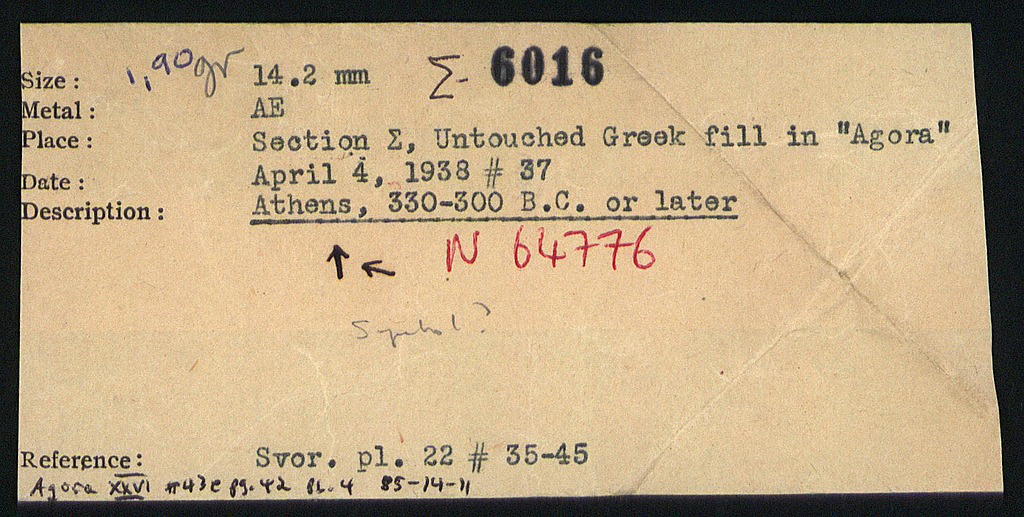 1,90gr Σ- 6016
Size : 14.2 mm
Metal : AE
Place : Section Σ, Untouched Greek fill in "Agora"
Date : April 4, 1938 # 37
Description : Athens, 330-300 B.C. or later
↑ ← N 64776
Symbol?
Reference: Svor. pl. 22 # 35-45
Agora XXVI #43e pg. 42 PL. 4 85-14-11